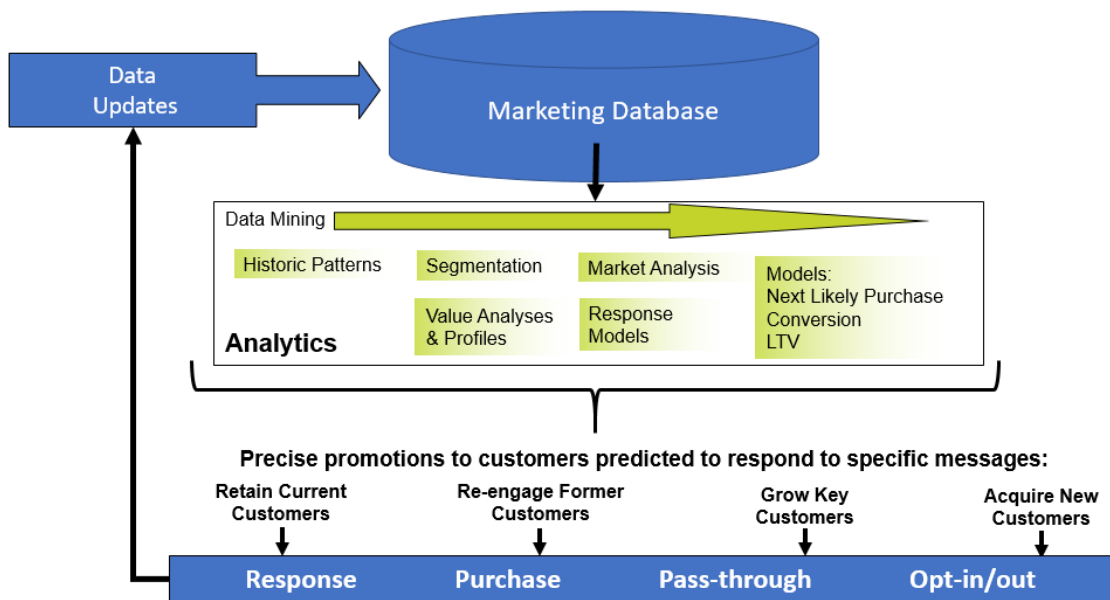 Data
Updates
Marketing Database
Data Mining
Historic Patterns
Segmentation
Market Analysis
Models:
Next Likely Purchase
Conversion
LTV
Value Analyses
& Profiles
Response
Models
Analytics
Precise promotions to customers predicted to respond to specific messages:
Retain Current
Customers
Re-engage Former
Customers
Grow Key
Customers
Acquire New
Customers
Response
Purchase
Pass-through
Opt-in/out